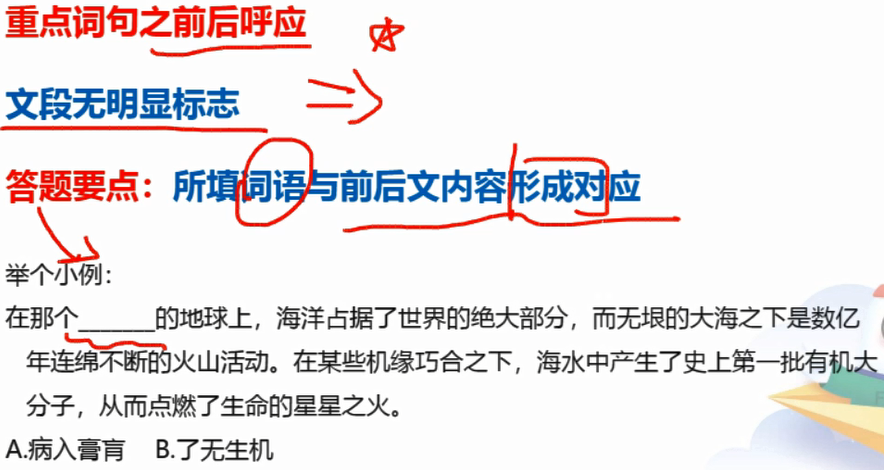 重点词句之前后呼应
文段无明显标志
答题要点：所填词语与前后文内容形成对应
举个小例：
在那个_______的地球上，海洋占据了世界的绝大部分，而无垠的大海之下是数亿
年连绵不断的火山活动。在某些机缘巧合之下，海水中产生了史上第一批有机大
分子，从而点燃了生命的星星之火。
A.病入膏肓 B.了无生机